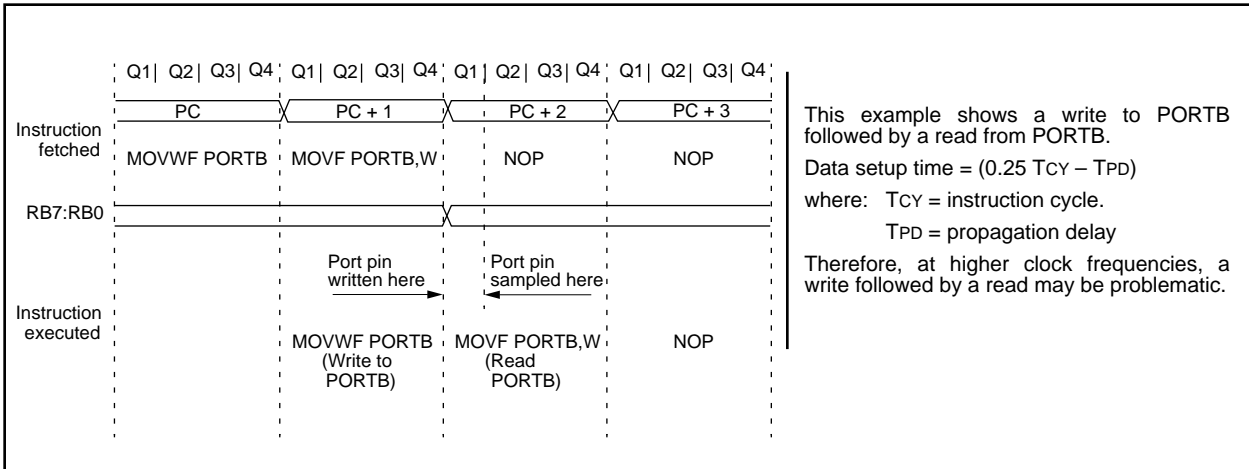 Q1| Q2| Q3| Q4 Q1| Q2| Q3| Q4 Q1| Q2| Q3| Q4 Q1| Q2| Q3| Q4
PC PC + 1 PC + 2 PC + 3
Instruction
fetched
MOVWF PORTB MOVF PORTB,W NOP NOP
RB7:RB0
Port pin
written here
Port pin
sampled here
Instruction
executed
MOVWF PORTB
(Write to
PORTB)
MOVF PORTB,W
(Read
PORTB)
NOP
This example shows a write to PORTB
followed by a read from PORTB.
Data setup time = (0.25 TCY – TPD)
where: TCY = instruction cycle.
TPD = propagation delay
Therefore, at higher clock frequencies, a
write followed by a read may be problematic.